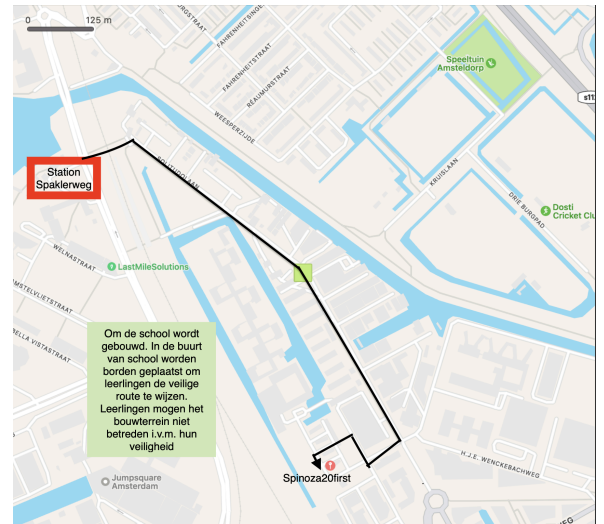 0 125 m
FAHRENHEITSTRAAT
FAHRENHEITSINGEL
RÉAUMURSTRAAT
WEESPERZIJDE
Speeltuin
Amsteldorp
KRUISLAAN
DRIE BURGPAD
Dosti
Cricket Clu
Station
Spaklerweg
WELNASTRAAT
LastMileSolutions
AMSTELVLIETSTRAAT
ELLA VISTASTRAAT
Om de school wordt
gebouwd. In de buurt
van school worden
borden geplaatst om
leerlingen de veilige
route te wijzen.
Leerlingen mogen het
bouwterrein niet
betreden i.v.m. hun
veiligheid
H.J.E. WENCKEBACHWEG
Spinoza20first
Jumpsquare
Amsterdam